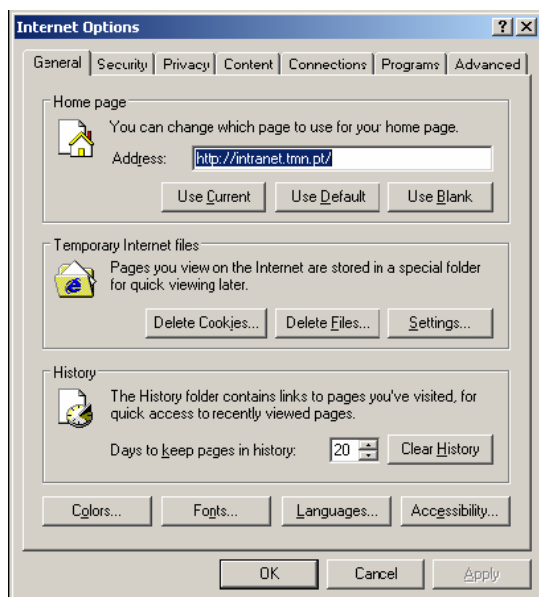 Internet Options
General Security Privacy Content Connections Programs Advanced
Home page
You can change which page to use for your home page.
Address: http://intranet.tmn.pt/
Use Current Use Default Use Blank
Temporary Internet files
Pages you view on the Internet are stored in a special folder
for quick viewing later.
Delete Cookies... Delete Files... Settings...
History
The History folder contains links to pages you've visited, for
quick access to recently viewed pages.
Days to keep pages in history: 20 Clear History
Colors... Fonts... Languages... Accessibility...
OK Cancel Apply